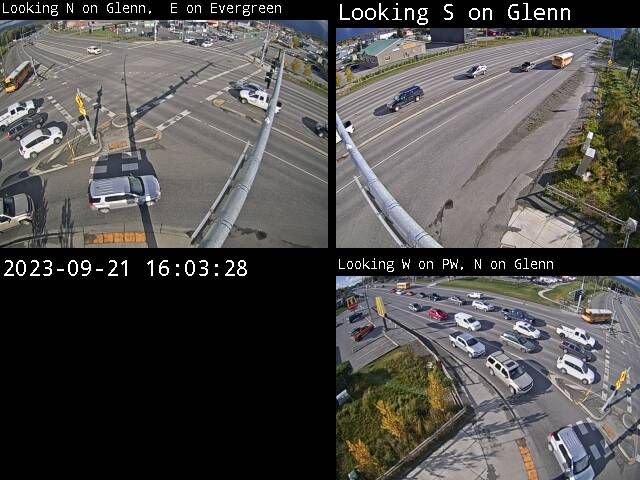 Looking N on Glenn,  E on Evergreen
Looking S on Glenn
2023-09-21 16:03:28
Looking W on PW, N on Glenn